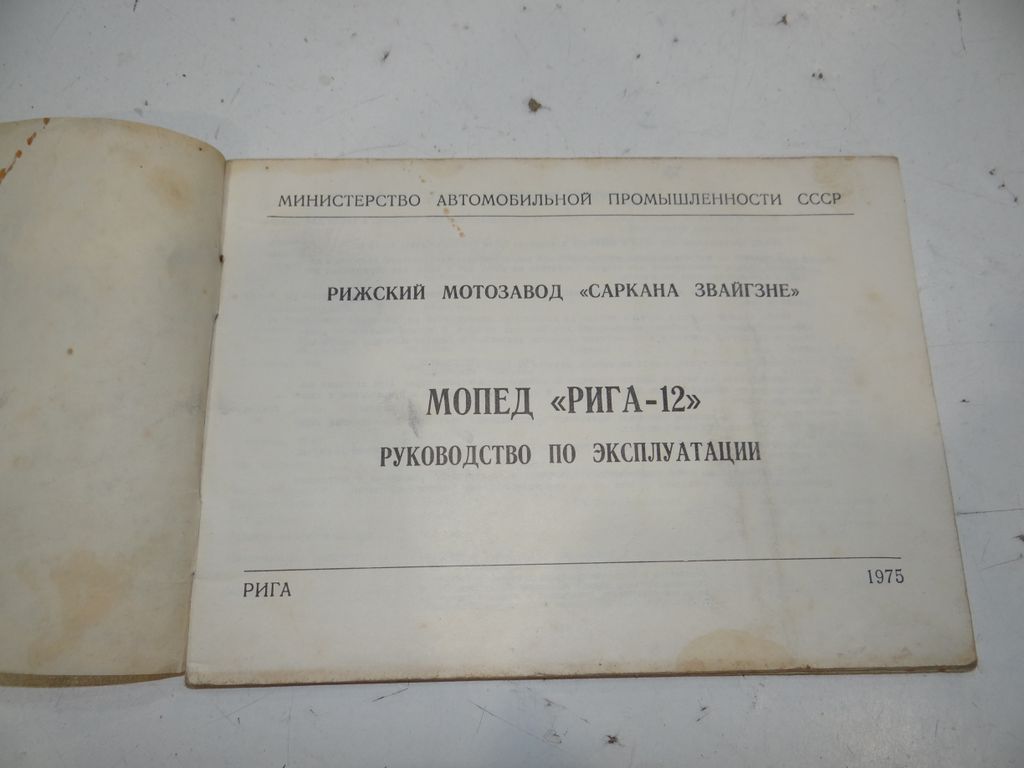 МИНИСТЕРСТВО АВТОМОБИЛЬНОЙ ПРОМЫШЛЕННОСТИ СССР
РИЖСКИЙ МОТОЗАВОД «САРКАНА ЗВАЙГЗНЕ»
МОПЕД «РИГА-12»
РУКОВОДСТВО ПО ЭКСПЛУАТАЦИИ
РИГА 1975